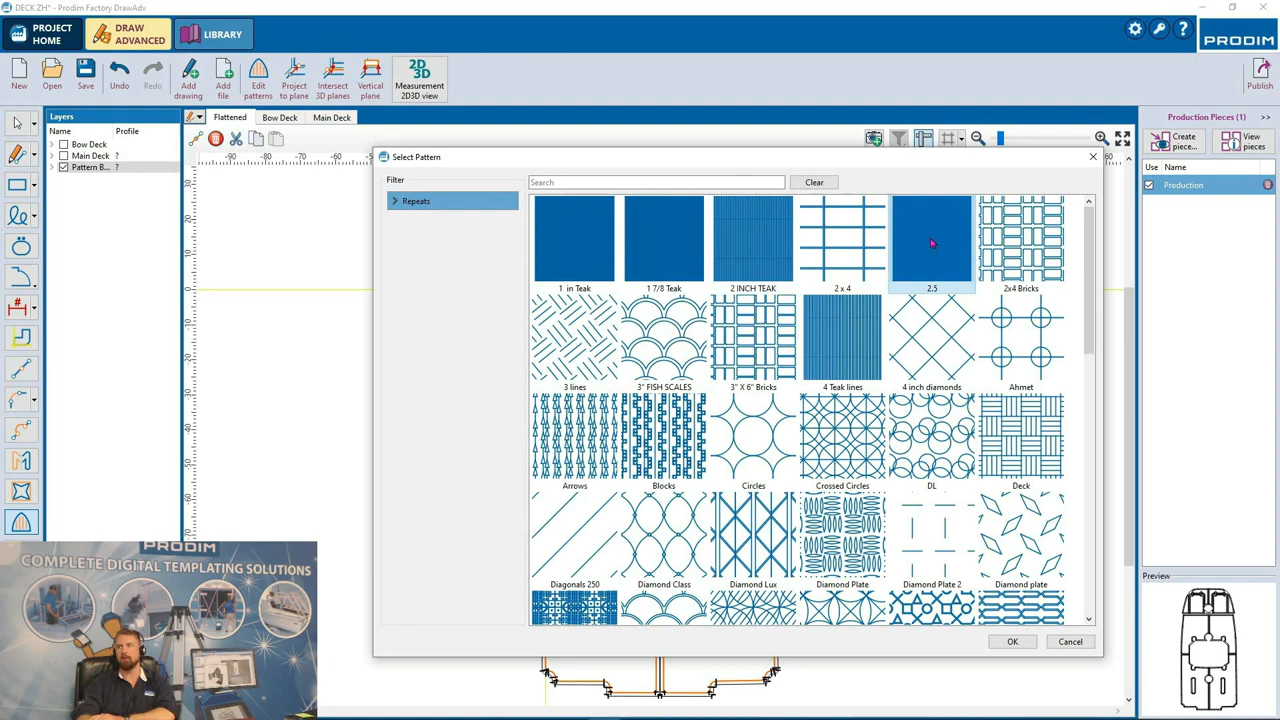 DECK ZH* - Prodim Factory DrawAdv
PROJECT HOME
DRAW ADVANCED
LIBRARY
PRODIM
New
Open
Save
Undo
Redo
Add drawing
Add file
Edit patterns
Project to plane
Intersect 3D planes
Vertical plane
2D 3D
Measurement 2D3D view
Publish
Layers
Name Profile
Bow Deck
Main Deck ?
Pattern B... ?
Flattened
Bow Deck
Main Deck
Production Pieces (1) >>
Create piece...
View pieces
Use Name
Production
Preview
-90 -80 -70 -60
Select Pattern
Filter
Repeats
Search
Clear
1 in Teak
1 7/8 Teak
2 INCH TEAK
2 x 4
2.5
2x4 Bricks
3 lines
3" FISH SCALES
3" X 6" Bricks
4 Teak lines
4 inch diamonds
Ahmet
Arrows
Blocks
Circles
Crossed Circles
DL
Deck
Diagonals 250
Diamond Class
Diamond Lux
Diamond Plate
Diamond Plate 2
Diamond plate
OK
Cancel
PRODIM
COMPLETE DIGITAL TEMPLATING SOLUTIONS